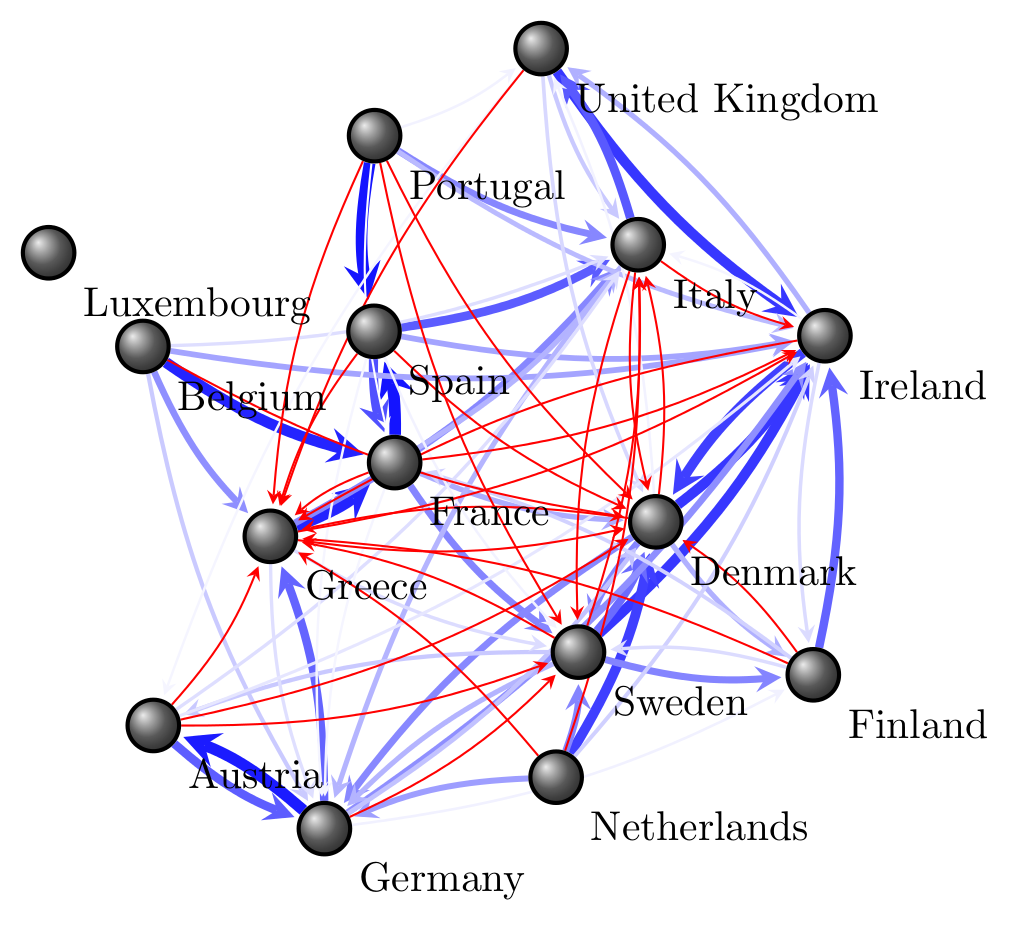 United Kingdom
Portugal
Italy
Luxembourg
Spain
Ireland
Belgium
France
Denmark
Greece
Sweden
Finland
Austria
Netherlands
Germany